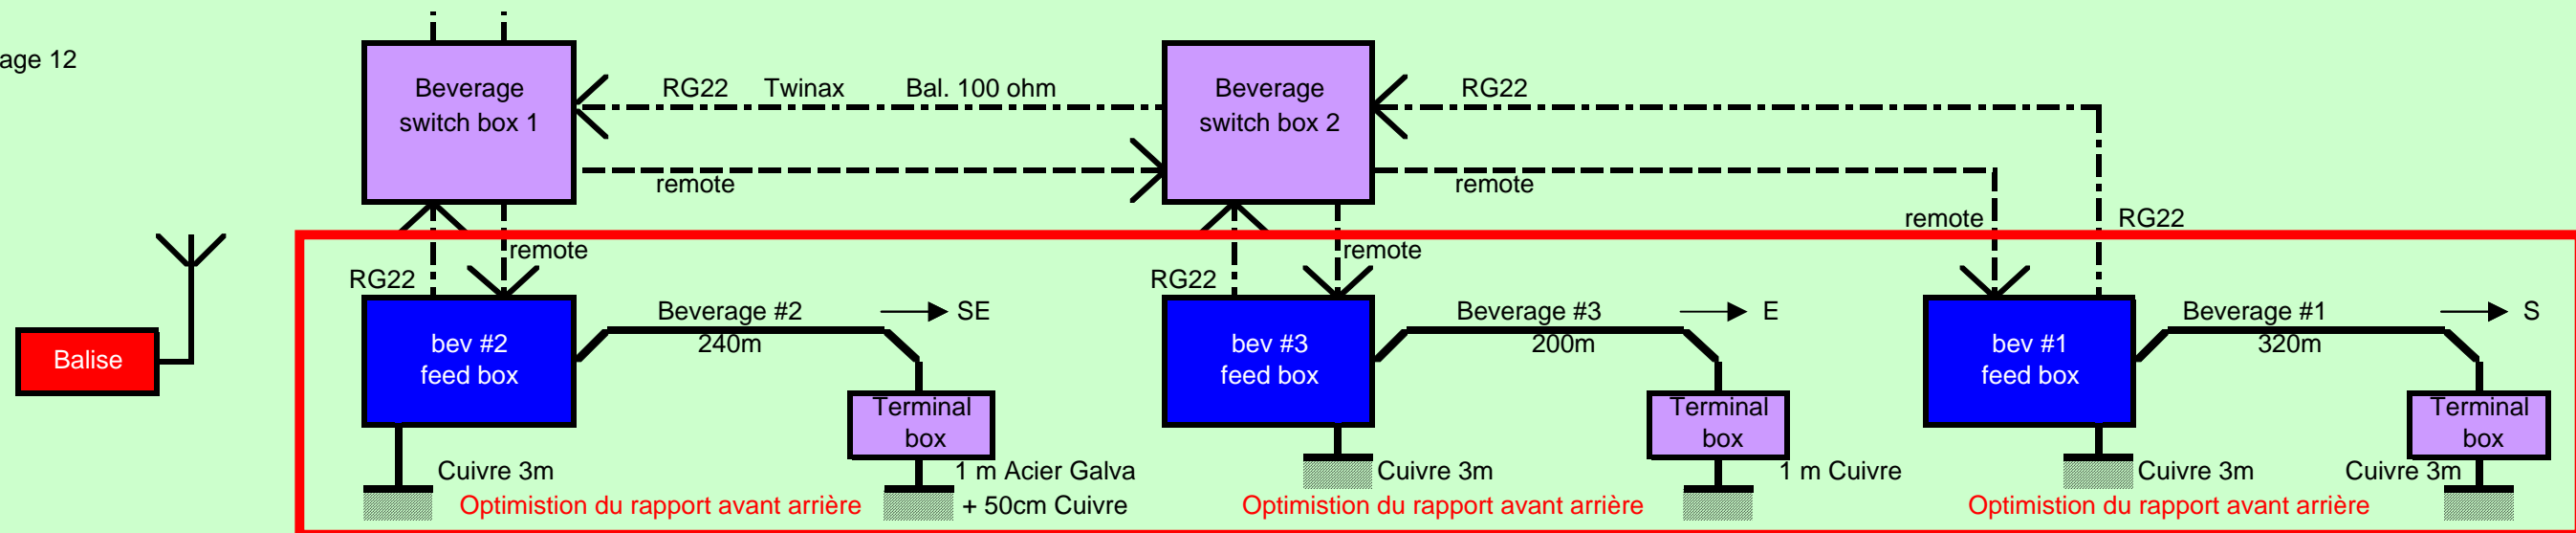 age 12
Beverage
switch box 1
RG22 Twinax Bal. 100 ohm
Beverage
switch box 2
RG22
remote
remote
remote
RG22
remote
remote
RG22
RG22
Beverage #2
SE
240m
Beverage #3
E
200m
Beverage #1
S
320m
Balise
bev #2
feed box
bev #3
feed box
bev #1
feed box
Terminal
box
Terminal
box
Terminal
box
Cuivre 3m
1 m Acier Galva
+ 50cm Cuivre
Cuivre 3m
1 m Cuivre
Cuivre 3m
Cuivre 3m
Optimistion du rapport avant arrière
Optimistion du rapport avant arrière
Optimistion du rapport avant arrière